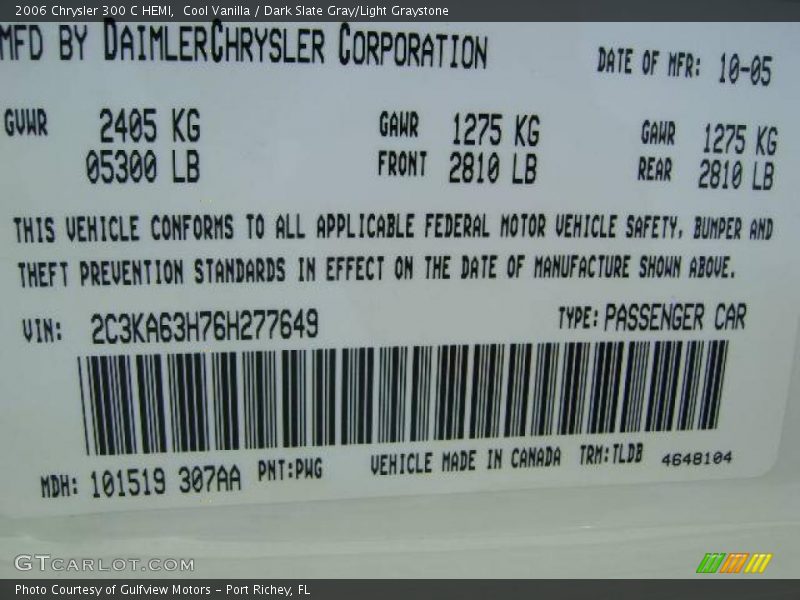 2006 Chrysler 300 C HEMI,  Cool Vanilla / Dark Slate Gray/Light Graystone
MFD BY DAIMLERCHRYSLER CORPORATION
DATE OF MFR: 10-05
GVWR 2405 KG GAWR 1275 KG GAWR 1275 KG
05300 LB FRONT 2810 LB REAR 2810 LB
THIS VEHICLE CONFORMS TO ALL APPLICABLE FEDERAL MOTOR VEHICLE SAFETY, BUMPER AND
THEFT PREVENTION STANDARDS IN EFFECT ON THE DATE OF MANUFACTURE SHOWN ABOVE.
VIN: 2C3KA63H76H277649 TYPE: PASSENGER CAR
MDH: 101519 307AA PNT:PWG VEHICLE MADE IN CANADA TRM:TLDB 4648104
GTCARLOT.COM
Photo Courtesy of Gulfview Motors – Port Richey, FL